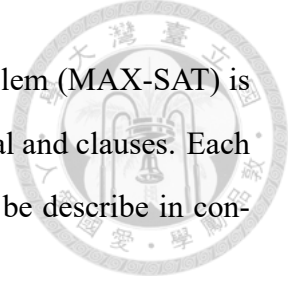 lem (MAX-SAT) is
al and clauses. Each
be describe in con-